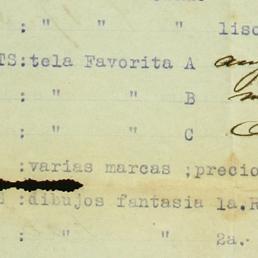 : " " " liso
TS:tela Favorita A
: " " B
: " " C
:varias marcas ;precio
:dibujos fantasia la.R
: " " 2a.-